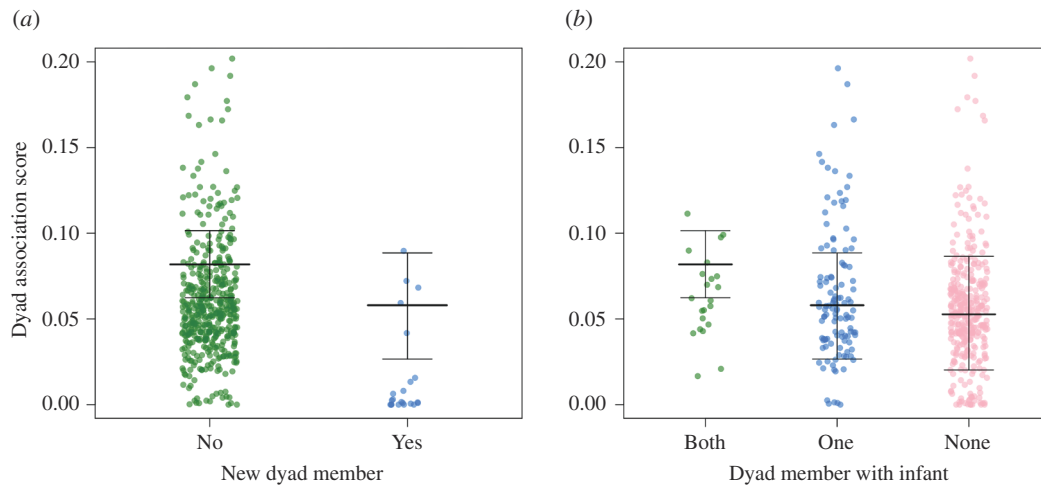 (a)
Dyad association score
0.20
0.15
0.10
0.05
0.00
No
Yes
New dyad member
(b)
0.20
0.15
0.10
0.05
0.00
Both
One
None
Dyad member with infant